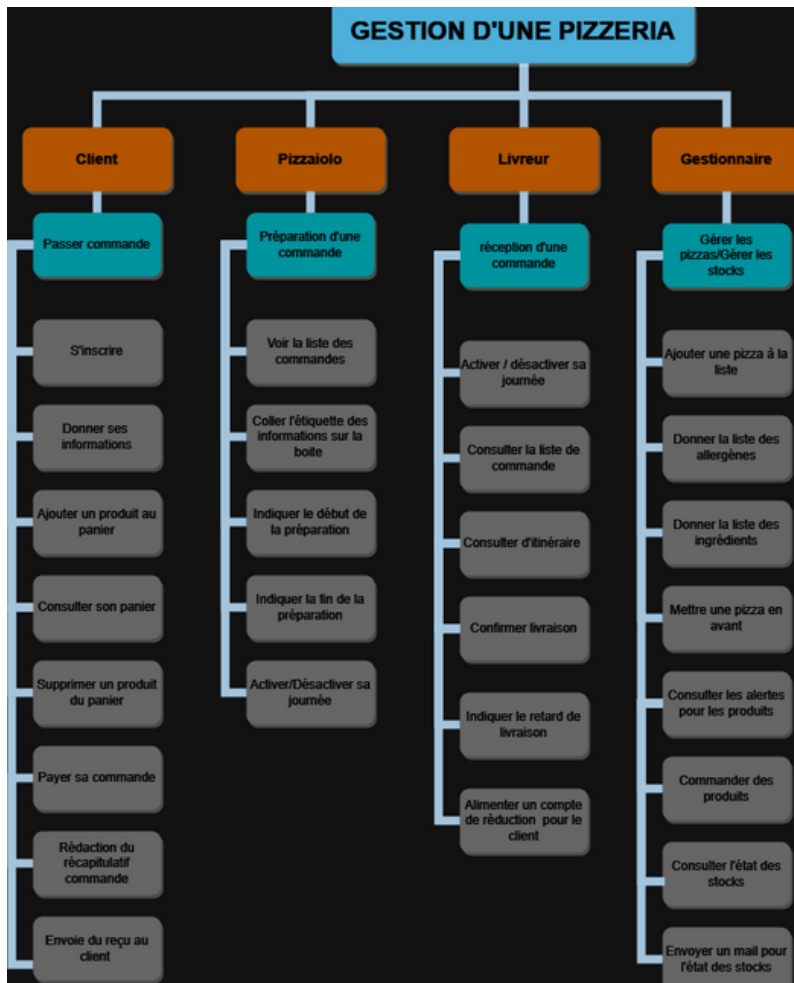 GESTION D'UNE PIZZERIA
Client
Pizzaiolo
Livreur
Gestionnaire
Passer commande
S'inscrire
Donner ses
informations
Ajouter un produit au
panier
Consulter son panier
Supprimer un produit
du panier
Payer sa commande
Rédaction du
récapitulatif
commande
Envoie du reçu au
client
Préparation d'une
commande
Voir la liste des
commandes
Coller l'étiquette des
informations sur la
boite
Indiquer le début de
la préparation
Indiquer la fin de la
préparation
Activer/Désactiver sa
journée
réception d'une
commande
Activer / désactiver sa
journée
Consulter la liste de
commande
Consulter d'itinéraire
Confirmer livraison
Indiquer le retard de
livraison
Alimenter un compte
de réduction pour le
client
Gérer les
pizzas/Gérer les
stocks
Ajouter une pizza à la
liste
Donner la liste des
allergènes
Donner la liste des
ingrédients
Mettre une pizza en
avant
Consulter les alertes
pour les produits
Commander des
produits
Consulter l'état des
stocks
Envoyer un mail pour
l'état des stocks